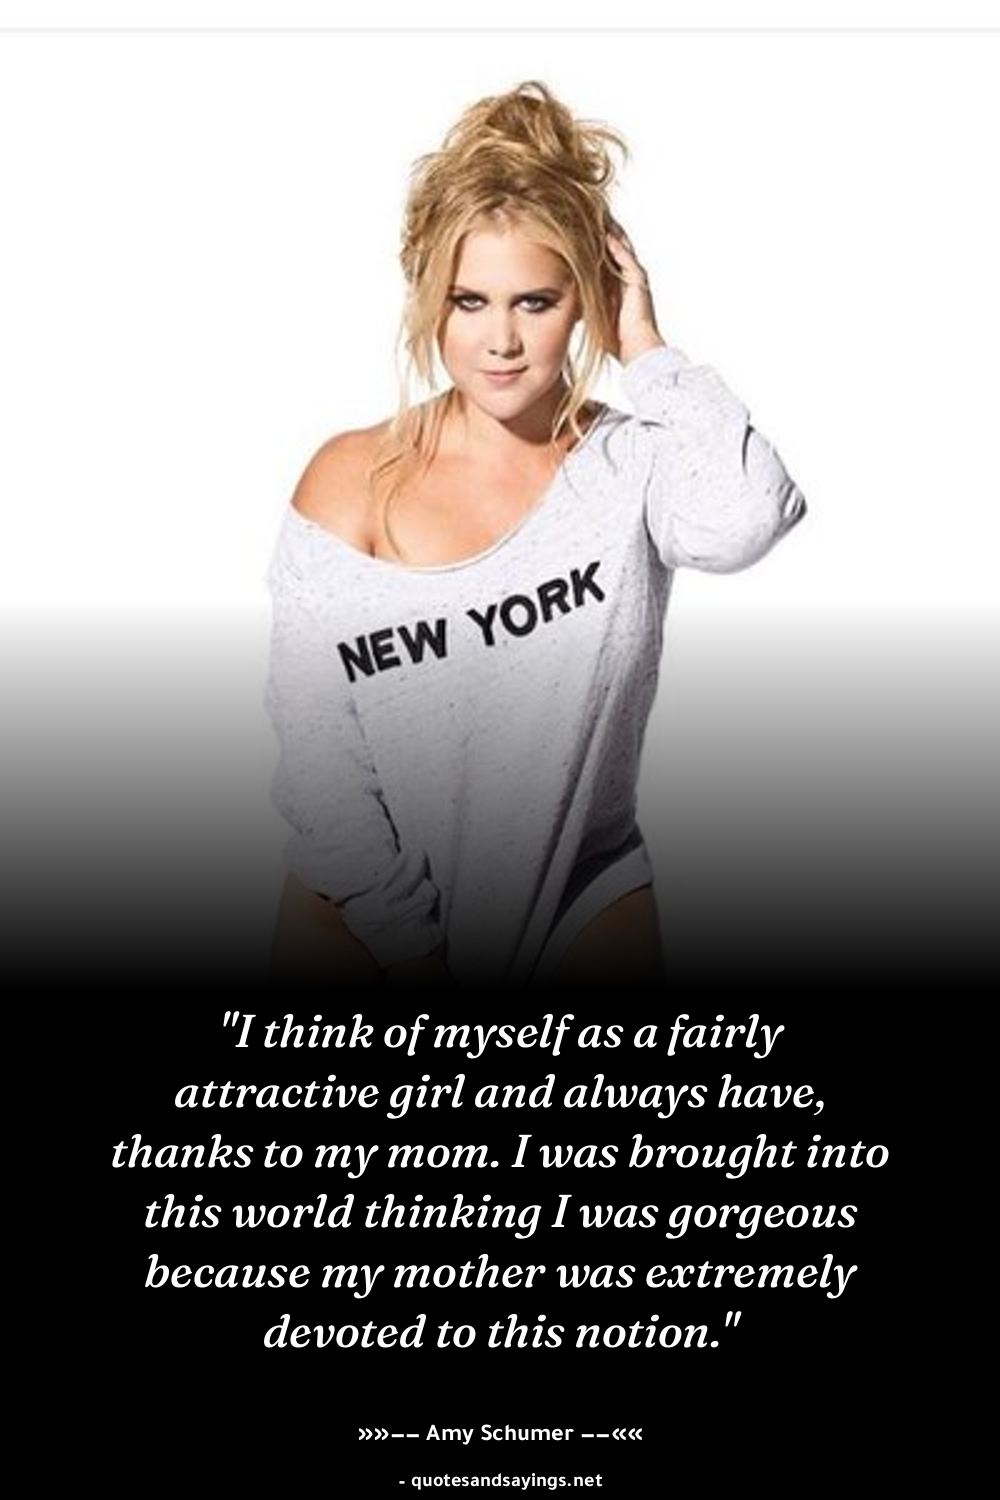 NEW YORK
"I think of myself as a fairly
attractive girl and always have,
thanks to my mom. I was brought into
this world thinking I was gorgeous
because my mother was extremely
devoted to this notion."
»»−− Amy Schumer −−««
- quotesandsayings.net